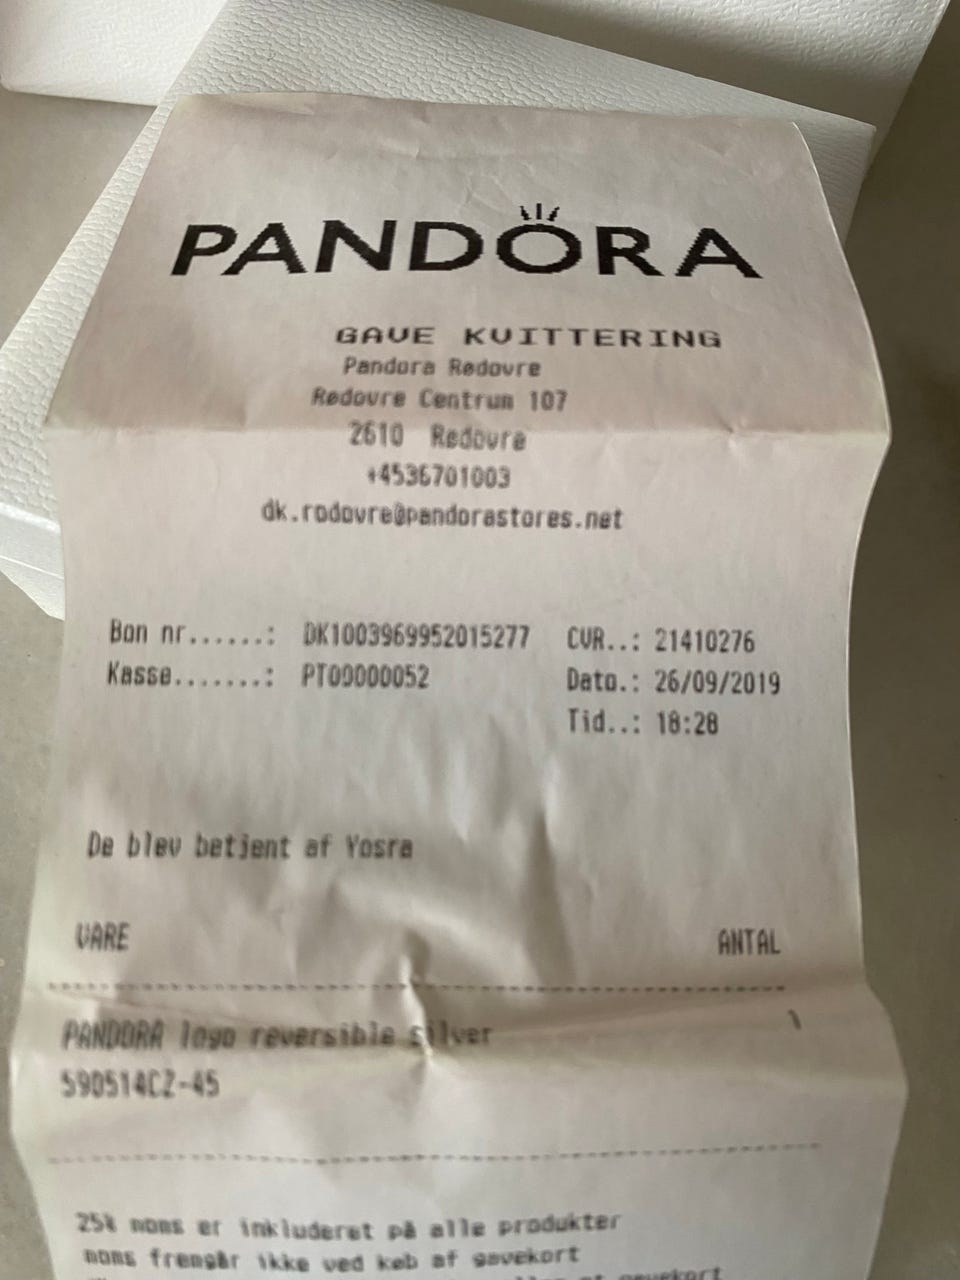 PANDORA
GAVE KVITTERING
Pandora Rødovre
Rødovre Centrum 107
2610 Rødovre
+4536701003
dk.rodovre@pandorastores.net
Bon nr......: DK1003969952015277 CVR..: 21410276
Kasse.......: PT00000052 Dato.: 26/09/2019
Tid..: 18:28
De blev betjent af Yosra
VARE ANTAL
PANDORA logo reversible silver 1
590514CZ-45
25% moms er inkluderet på alle produkter
moms fremgår ikke ved køb af gavekort
gavekort